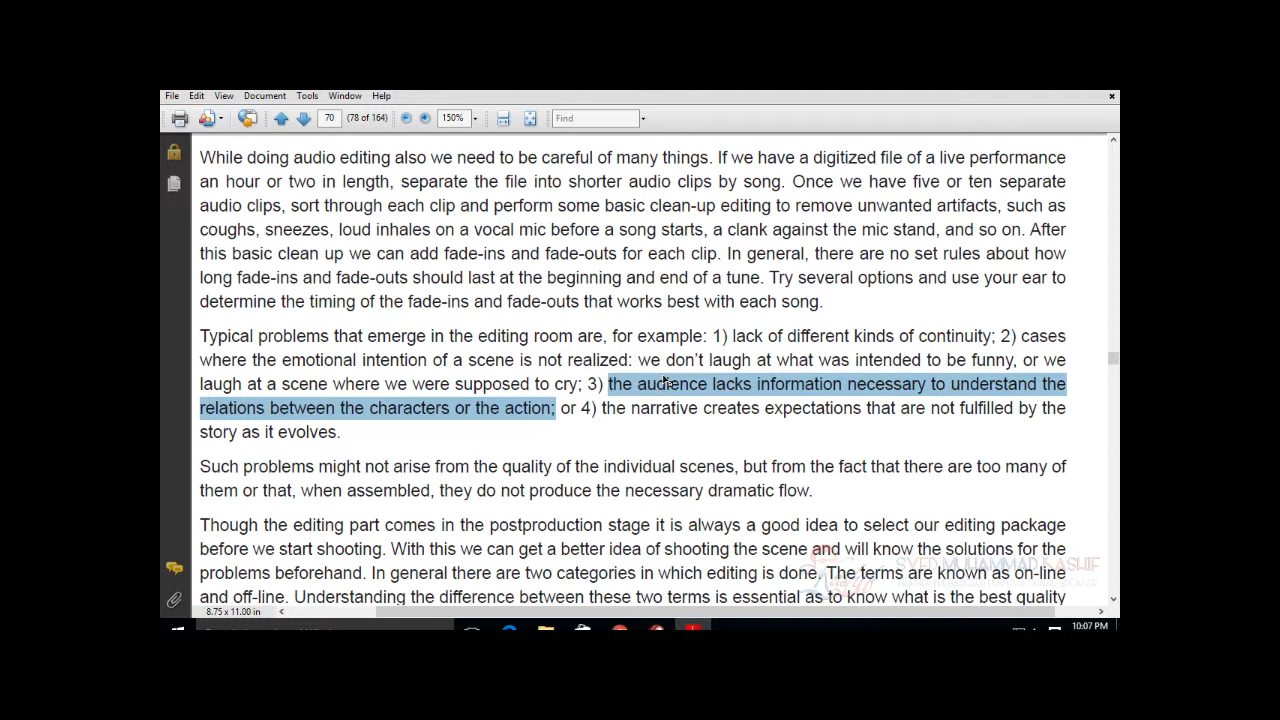 File Edit View Document Tools Window Help
70 (78 of 164) 150% Find
While doing audio editing also we need to be careful of many things. If we have a digitized file of a live performance
an hour or two in length, separate the file into shorter audio clips by song. Once we have five or ten separate
audio clips, sort through each clip and perform some basic clean-up editing to remove unwanted artifacts, such as
coughs, sneezes, loud inhales on a vocal mic before a song starts, a clank against the mic stand, and so on. After
this basic clean up we can add fade-ins and fade-outs for each clip. In general, there are no set rules about how
long fade-ins and fade-outs should last at the beginning and end of a tune. Try several options and use your ear to
determine the timing of the fade-ins and fade-outs that works best with each song.
Typical problems that emerge in the editing room are, for example: 1) lack of different kinds of continuity; 2) cases
where the emotional intention of a scene is not realized: we don’t laugh at what was intended to be funny, or we
laugh at a scene where we were supposed to cry; 3) the audience lacks information necessary to understand the
relations between the characters or the action; or 4) the narrative creates expectations that are not fulfilled by the
story as it evolves.
Such problems might not arise from the quality of the individual scenes, but from the fact that there are too many of
them or that, when assembled, they do not produce the necessary dramatic flow.
Though the editing part comes in the postproduction stage it is always a good idea to select our editing package
before we start shooting. With this we can get a better idea of shooting the scene and will know the solutions for the
problems beforehand. In general there are two categories in which editing is done. The terms are known as on-line
and off-line. Understanding the difference between these two terms is essential as to know what is the best quality
SYED MUHAMMAD KASHIF
8.75 x 11.00 in
10:07 PM